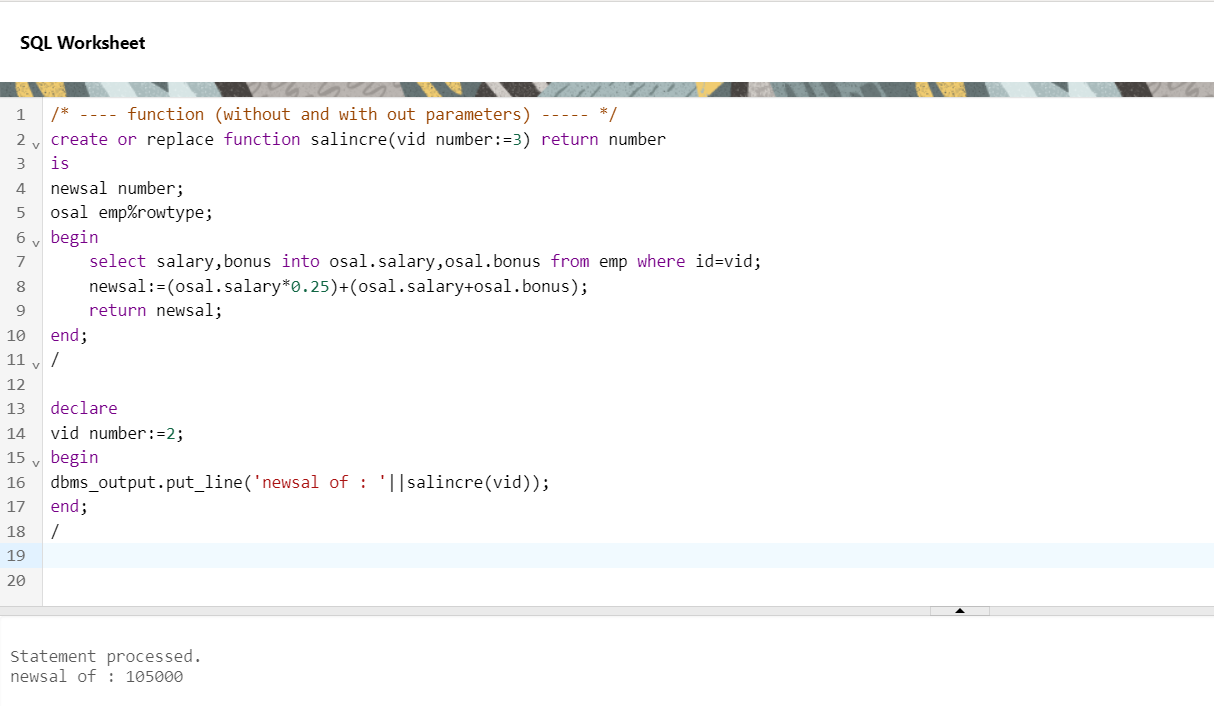 SQL Worksheet
1 /* ---- function (without and with out parameters) ----- */
2 create or replace function salincre(vid number:=3) return number
3 is
4 newsal number;
5 osal emp%rowtype;
6 begin
7 select salary,bonus into osal.salary,osal.bonus from emp where id=vid;
8 newsal:=(osal.salary*0.25)+(osal.salary+osal.bonus);
9 return newsal;
10 end;
11 /
12
13 declare
14 vid number:=2;
15 begin
16 dbms_output.put_line('newsal of : '||salincre(vid));
17 end;
18 /
19
20
Statement processed.
newsal of : 105000